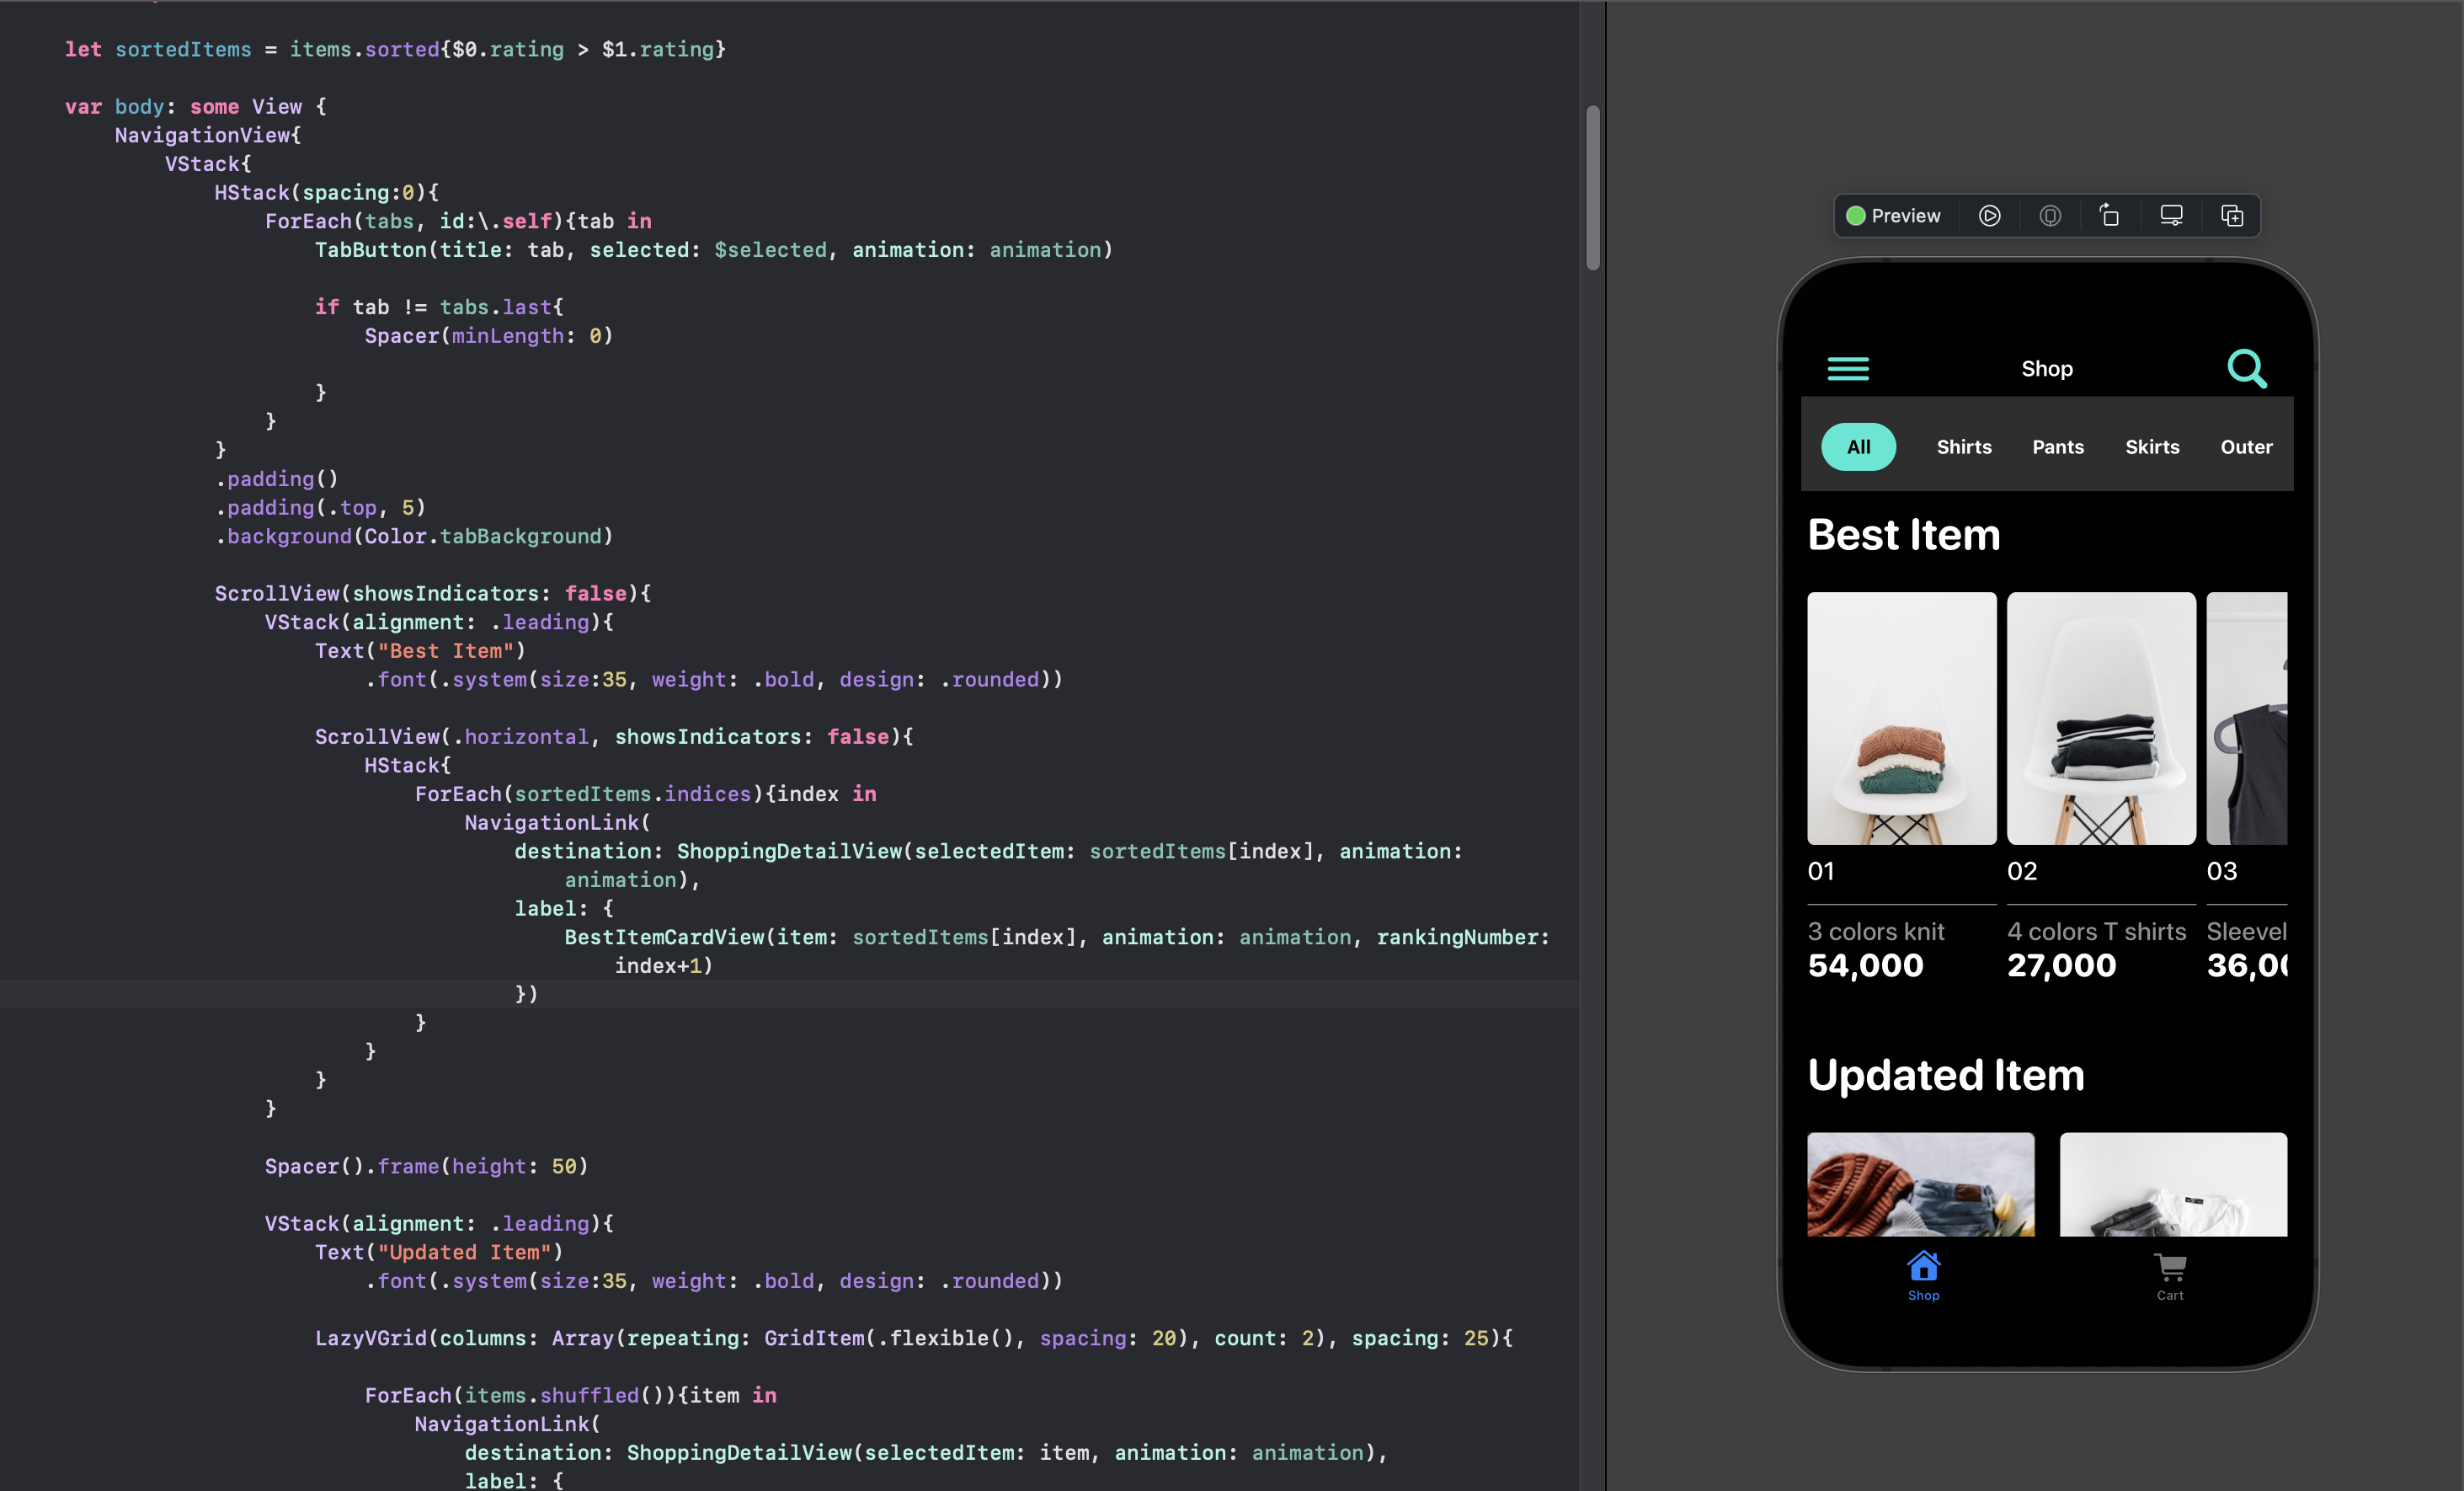 let sortedItems = items.sorted{$0.rating > $1.rating}
var body: some View {
NavigationView{
VStack{
HStack(spacing:0){
ForEach(tabs, id:\.self){tab in
TabButton(title: tab, selected: $selected, animation: animation)
if tab != tabs.last{
Spacer(minLength: 0)
}
}
}
.padding()
.padding(.top, 5)
.background(Color.tabBackground)
ScrollView(showsIndicators: false){
VStack(alignment: .leading){
Text("Best Item")
.font(.system(size:35, weight: .bold, design: .rounded))
ScrollView(.horizontal, showsIndicators: false){
HStack{
ForEach(sortedItems.indices){index in
NavigationLink(
destination: ShoppingDetailView(selectedItem: sortedItems[index], animation:
animation),
label: {
BestItemCardView(item: sortedItems[index], animation: animation, rankingNumber:
index+1)
})
}
}
}
}
Spacer().frame(height: 50)
VStack(alignment: .leading){
Text("Updated Item")
.font(.system(size:35, weight: .bold, design: .rounded))
LazyVGrid(columns: Array(repeating: GridItem(.flexible(), spacing: 20), count: 2), spacing: 25){
ForEach(items.shuffled()){item in
NavigationLink(
destination: ShoppingDetailView(selectedItem: item, animation: animation),
label: {
Preview
Shop
All Shirts Pants Skirts Outer
Best Item
01 02 03
3 colors knit 4 colors T shirts Sleevel
54,000 27,000 36,00
Updated Item
Shop Cart